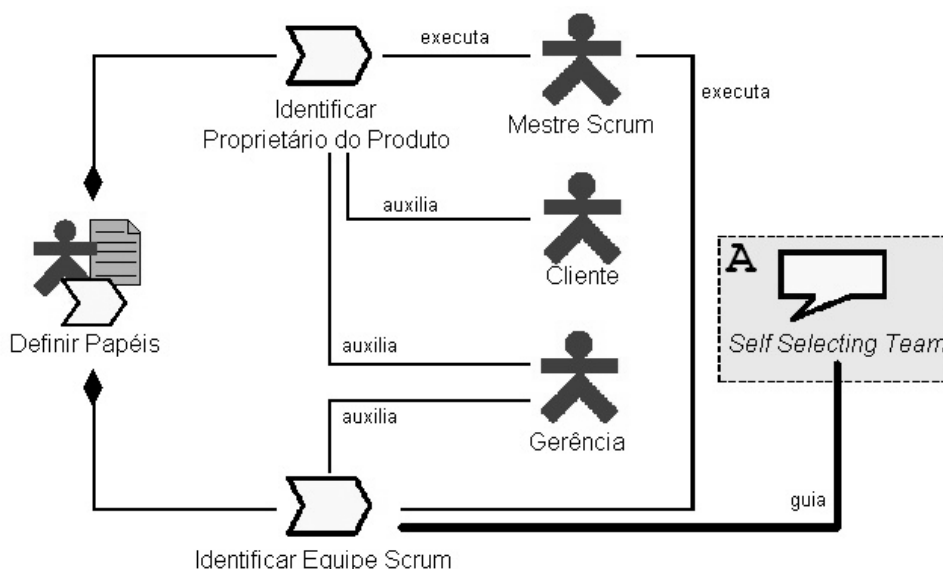 executa
executa
Identificar
Proprietário do Produto
Mestre Scrum
auxilia
A
Cliente
Definir Papéis
Self Selecting Team
auxilia
auxilia
Gerência
guia
Identificar Equipe Scrum